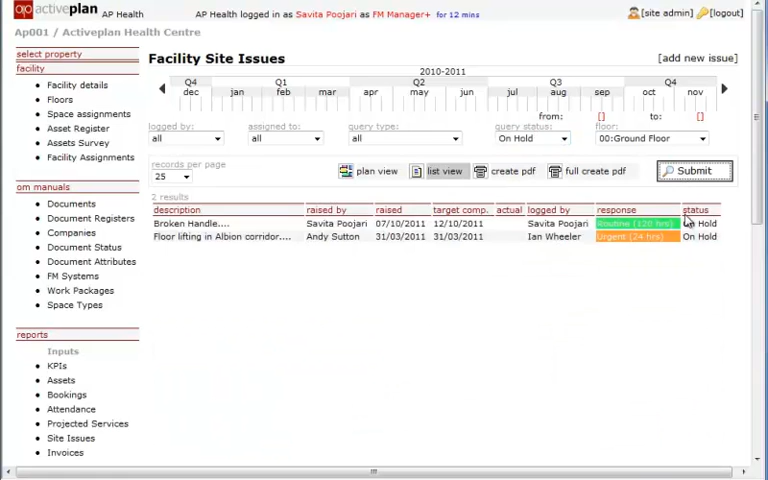 activeplan AP Health AP Health logged in as Savita Poojari as FM Manager+ for 12 mins [site admin] [logout]
Ap001 / Activeplan Health Centre
select property
facility
Facility details
Floors
Space assignments
Asset Register
Assets Survey
Facility Assignments
om manuals
Documents
Document Registers
Companies
Document Status
Document Attributes
FM Systems
Work Packages
Space Types
reports
Inputs
KPIs
Assets
Bookings
Attendance
Projected Services
Site Issues
Invoices
Facility Site Issues [add new issue]
2010-2011
Q4 Q1 Q2 Q3 Q4
dec jan feb mar apr may jun jul aug sep oct nov
from: [] to: []
logged by: assigned to: query type: query status: floor:
all all all On Hold 00:Ground Floor
records per page
25 plan view list view create pdf full create pdf Submit
2 results
description raised by raised target comp. actual logged by response status
Broken Handle.... Savita Poojari 07/10/2011 12/10/2011 Savita Poojari Routine (120 hrs) On Hold
Floor lifting in Albion corridor.... Andy Sutton 31/03/2011 31/03/2011 Ian Wheeler Urgent (24 hrs) On Hold